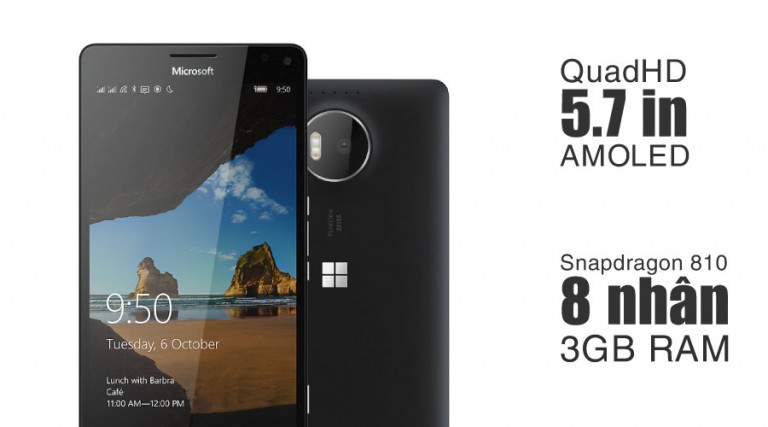 Microsoft
9:50
9:50
Tuesday, 6 October
Lunch with Barbra
Café
11:00 AM—12:00 PM
QuadHD
5.7 in
AMOLED
Snapdragon 810
8 nhân
3GB RAM